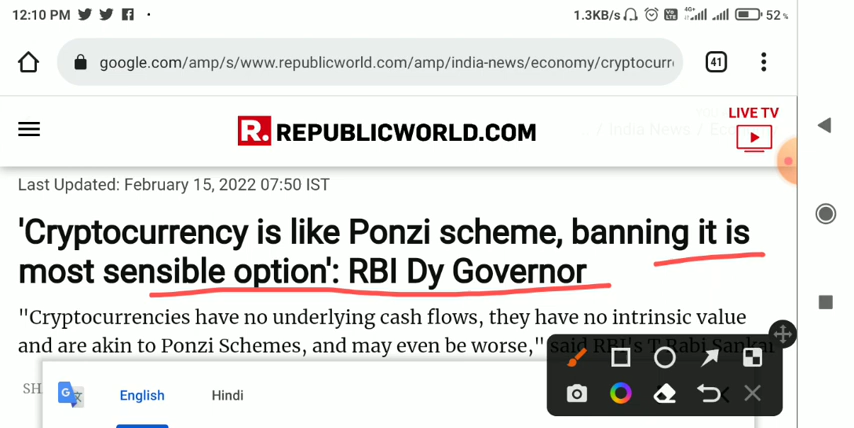 12:10 PM
1.3KB/s
4G+
52%
google.com/amp/s/www.republicworld.com/amp/india-news/economy/cryptocurr
41
R. REPUBLICWORLD.COM
LIVE TV
/ India News /
Last Updated: February 15, 2022 07:50 IST
'Cryptocurrency is like Ponzi scheme, banning it is
most sensible option': RBI Dy Governor
"Cryptocurrencies have no underlying cash flows, they have no intrinsic value
and are akin to Ponzi Schemes, and may even be worse," said RBI's T Rabi Sankar
SH
G
English
Hindi